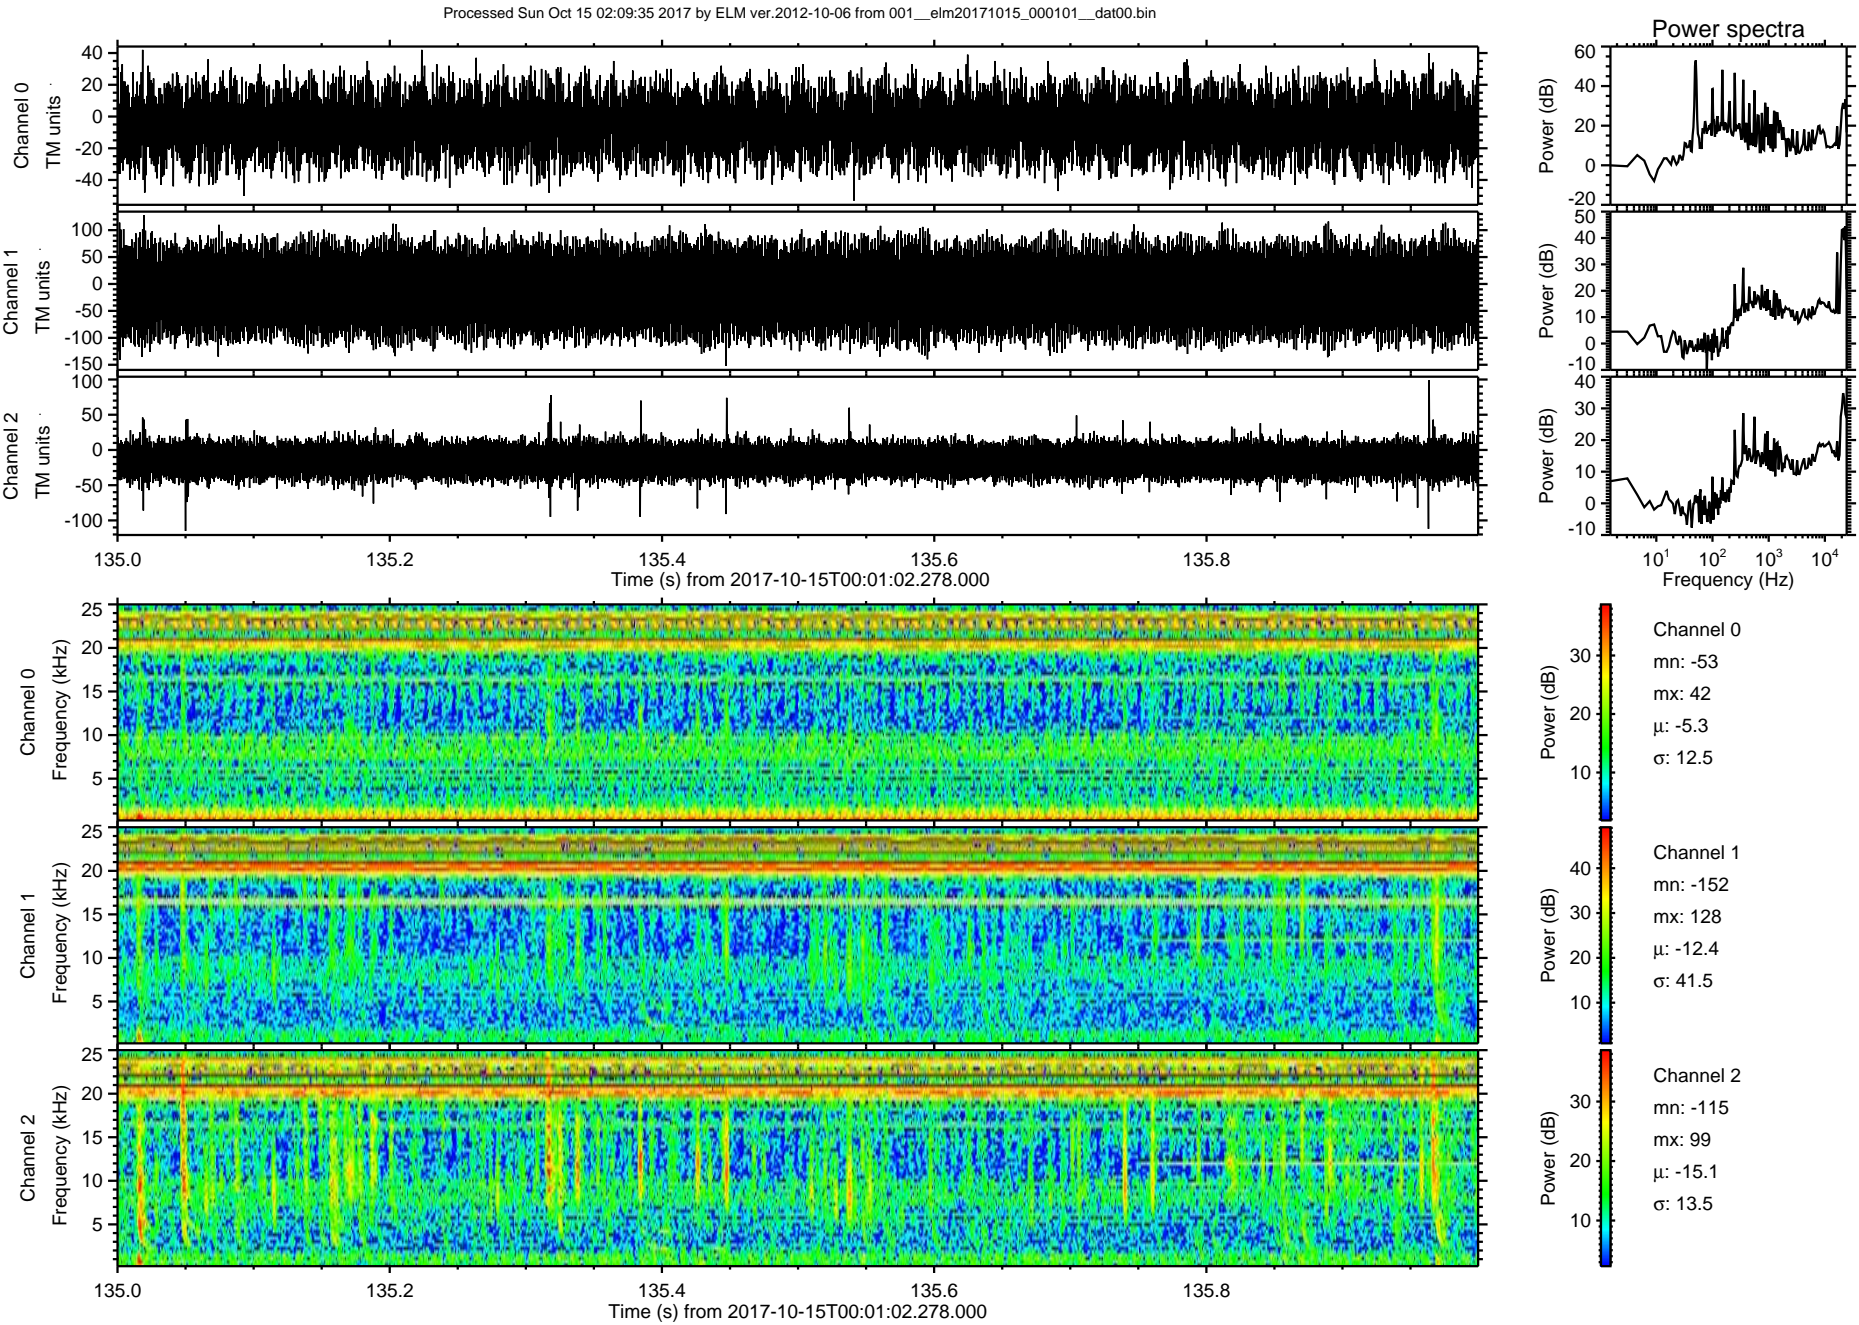 Processed Sun Oct 15 02:09:35 2017 by ELM ver.2012-10-06 from 001__elm20171015_000101__dat00.bin
Power spectra
Channel 0
TM units
40
20
0
-20
-40
Power (dB)
60
40
20
0
-20
Channel 1
TM units
100
50
0
-50
-100
-150
Power (dB)
50
40
30
20
10
0
-10
Channel 2
TM units
100
50
0
-50
-100
Power (dB)
40
30
20
10
0
-10
135.0 135.2 135.4 135.6 135.8
Time (s) from 2017-10-15T00:01:02.278.000
10¹ 10² 10³ 10⁴
Frequency (Hz)
Channel 0
Frequency (kHz)
25
20
15
10
5
Power (dB)
30
20
10
Channel 0
mn: -53
mx: 42
μ: -5.3
σ: 12.5
Channel 1
Frequency (kHz)
25
20
15
10
5
Power (dB)
40
30
20
10
Channel 1
mn: -152
mx: 128
μ: -12.4
σ: 41.5
Channel 2
Frequency (kHz)
25
20
15
10
5
Power (dB)
30
20
10
Channel 2
mn: -115
mx: 99
μ: -15.1
σ: 13.5
135.0 135.2 135.4 135.6 135.8
Time (s) from 2017-10-15T00:01:02.278.000